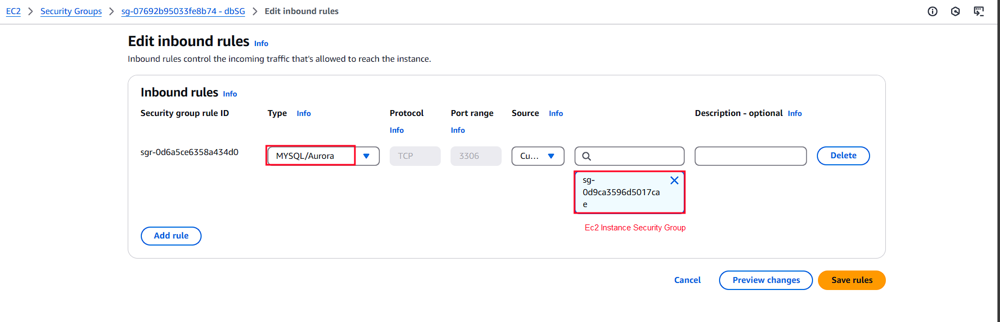 EC2 > Security Groups > sg-07692b95033fe8b74 - dbSG > Edit inbound rules
Edit inbound rules Info
Inbound rules control the incoming traffic that's allowed to reach the instance.
Inbound rules Info
Security group rule ID Type Info Protocol Info Port range Info Source Info Description - optional Info
sgr-0d6a5ce6358a434d0 MYSQL/Aurora TCP 3306 Cu... Delete
sg-
0d9ca3596d5017ca
e
Ec2 Instance Security Group
Add rule
Cancel Preview changes Save rules